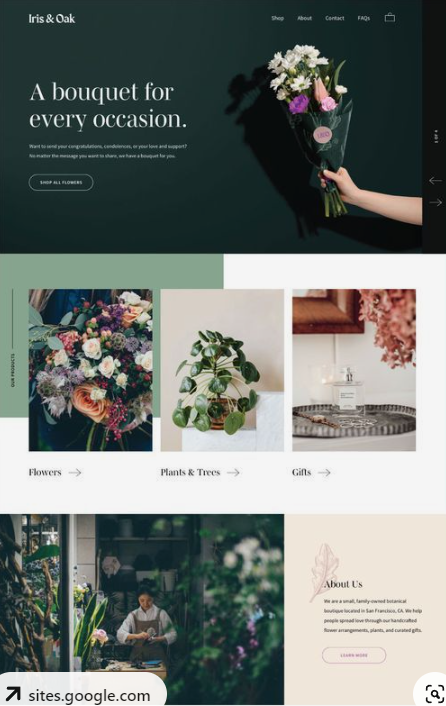 Iris & Oak
Shop About Contact FAQs
A bouquet for
every occasion.
Want to send your congratulations, condolences, or your love and support?
No matter the message you want to share, we have a bouquet for you.
SHOP ALL FLOWERS
OUR PRODUCTS
Flowers
Plants & Trees
Gifts
About Us
We are a small, family-owned botanical
boutique located in San Francisco, CA. We help
people spread love through our handcrafted
flower arrangements, plants, and curated gifts.
LEARN MORE
sites.google.com